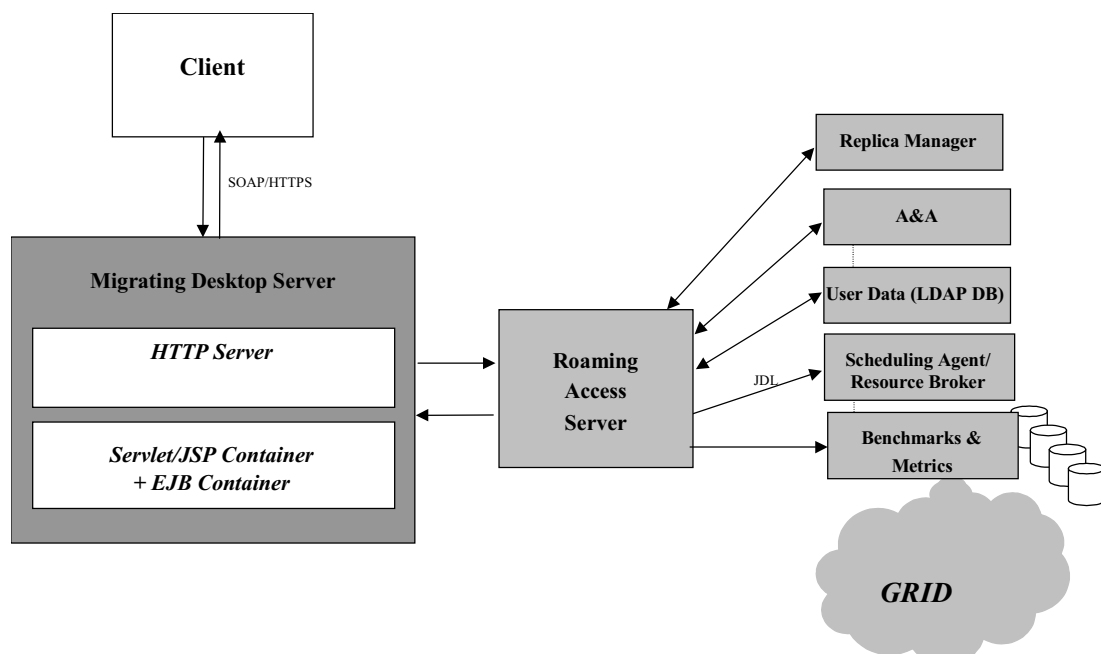 Client
SOAP/HTTPS
Migrating Desktop Server
HTTP Server
Servlet/JSP Container
+ EJB Container
Roaming
Access
Server
JDL
Replica Manager
A&A
User Data (LDAP DB)
Scheduling Agent/
Resource Broker
Benchmarks &
Metrics
GRID